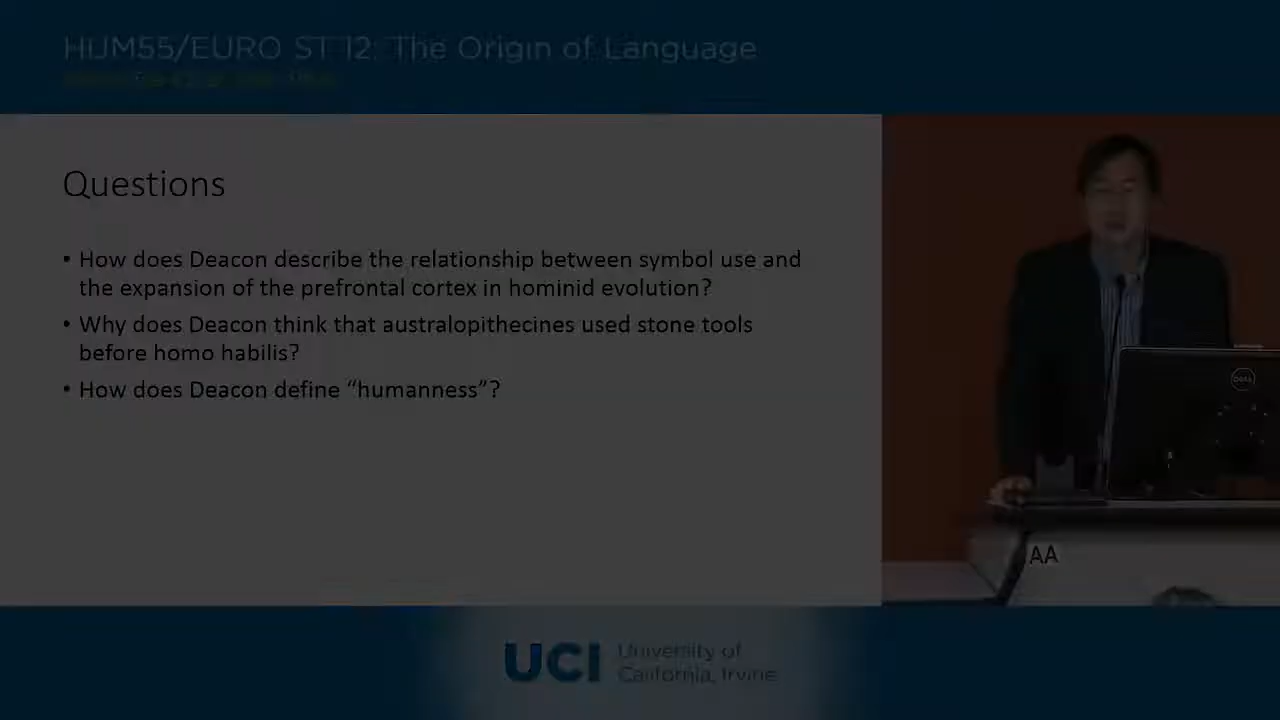 HUM55/EURO ST 12: The Origin of Language
Questions
• How does Deacon describe the relationship between symbol use and
the expansion of the prefrontal cortex in hominid evolution?
• Why does Deacon think that australopithecines used stone tools
before homo habilis?
• How does Deacon define “humanness”?
DELL
AA
UCI
University of
California, Irvine